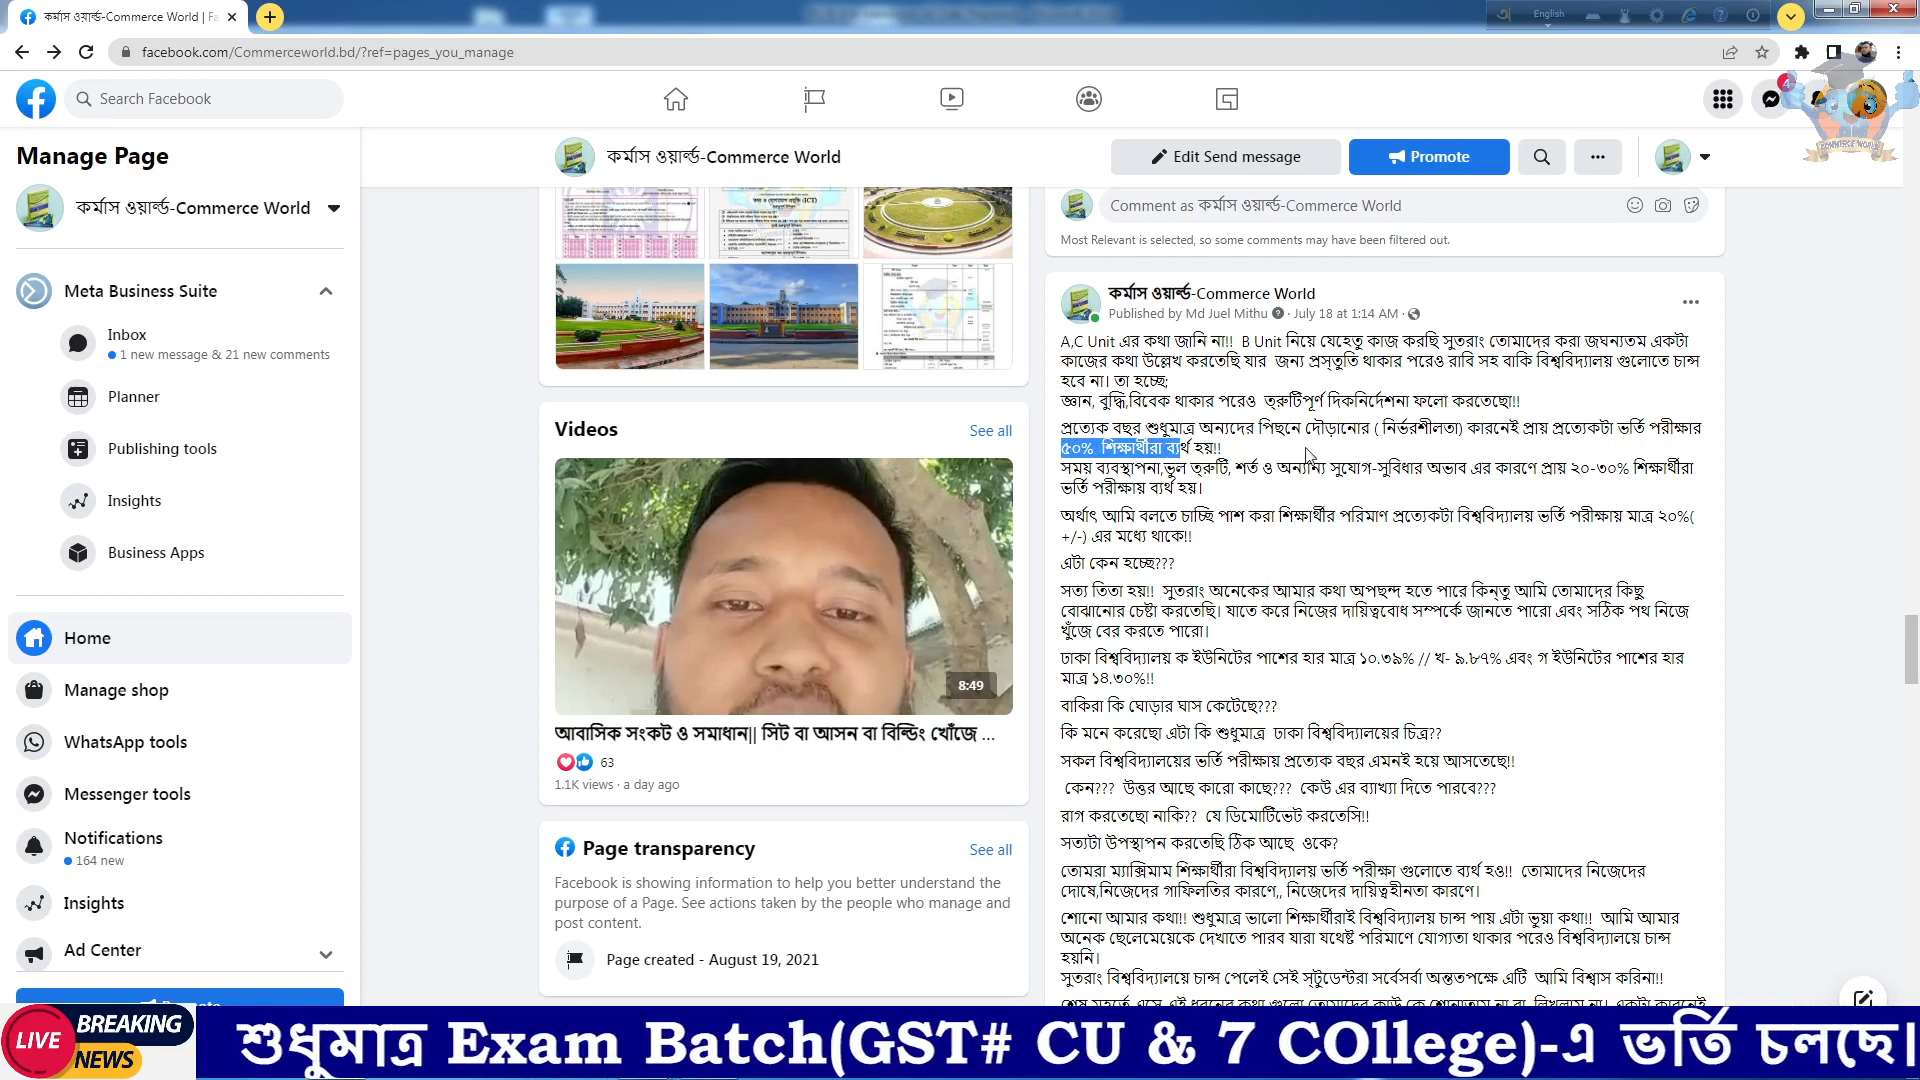 কর্মাস ওয়ার্ল্ড-Commerce World | Fa
English
facebook.com/Commerceworld.bd/?ref=pages_you_manage
Search Facebook
4
COMMERCE WORLD
Manage Page
কর্মাস ওয়ার্ল্ড-Commerce World
Edit Send message
Promote
কর্মাস ওয়ার্ল্ড-Commerce World
Meta Business Suite
Inbox
1 new message & 21 new comments
Planner
Publishing tools
Insights
Business Apps
Home
Manage shop
WhatsApp tools
Messenger tools
Notifications
164 new
Insights
Ad Center
তথ্য ও যোগাযোগ প্রযুক্তি (ICT)
Videos
See all
8:49
আবাসিক সংকট ও সমাধান|| সিট বা আসন বা বিল্ডিং খোঁজে ...
63
1.1K views · a day ago
Page transparency
See all
Facebook is showing information to help you better understand the
purpose of a Page. See actions taken by the people who manage and
post content.
Page created - August 19, 2021
Comment as কর্মাস ওয়ার্ল্ড-Commerce World
Most Relevant is selected, so some comments may have been filtered out.
কর্মাস ওয়ার্ল্ড-Commerce World
Published by Md Juel Mithu · July 18 at 1:14 AM ·
A,C Unit এর কথা জানি না!! B Unit নিয়ে যেহেতু কাজ করছি সুতরাং তোমাদের করা জঘন্যতম একটা
কাজের কথা উল্লেখ করতেছি যার জন্য প্রস্তুতি থাকার পরেও রাবি সহ বাকি বিশ্ববিদ্যালয় গুলোতে চান্স
হবে না। তা হচ্ছে;
জ্ঞান, বুদ্ধি,বিবেক থাকার পরেও ত্রুটিপূর্ণ দিকনির্দেশনা ফলো করতেছো!!
প্রত্যেক বছর শুধুমাত্র অন্যদের পিছনে দৌড়ানোর ( নির্ভরশীলতা) কারনেই প্রায় প্রত্যেকটা ভর্তি পরীক্ষার
৫০% শিক্ষার্থীরা ব্যর্থ হয়!!
সময় ব্যবস্থাপনা,ভুল ত্রুটি, শর্ত ও অন্যান্য সুযোগ-সুবিধার অভাব এর কারণে প্রায় ২০-৩০% শিক্ষার্থীরা
ভর্তি পরীক্ষায় ব্যর্থ হয়।
অর্থাৎ আমি বলতে চাচ্ছি পাশ করা শিক্ষার্থীর পরিমাণ প্রত্যেকটা বিশ্ববিদ্যালয় ভর্তি পরীক্ষায় মাত্র ২০%(
+/-) এর মধ্যে থাকে!!
এটা কেন হচ্ছে???
সত্য তিতা হয়!! সুতরাং অনেকের আমার কথা অপছন্দ হতে পারে কিন্তু আমি তোমাদের কিছু
বোঝানোর চেষ্টা করতেছি। যাতে করে নিজের দায়িত্ববোধ সম্পর্কে জানতে পারো এবং সঠিক পথ নিজে
খুঁজে বের করতে পারো।
ঢাকা বিশ্ববিদ্যালয় ক ইউনিটের পাশের হার মাত্র ১০.৩৯% // খ- ৯.৮৭% এবং গ ইউনিটের পাশের হার
মাত্র ১৪.৩০%!!
বাকিরা কি ঘোড়ার ঘাস কেটেছে???
কি মনে করেছো এটা কি শুধুমাত্র ঢাকা বিশ্ববিদ্যালয়ের চিত্র??
সকল বিশ্ববিদ্যালয়ের ভর্তি পরীক্ষায় প্রত্যেক বছর এমনই হয়ে আসতেছে!!
কেন??? উত্তর আছে কারো কাছে??? কেউ এর ব্যাখ্যা দিতে পারবে???
রাগ করতেছো নাকি?? যে ডিমোটিভেট করতেসি!!
সত্যটা উপস্থাপন করতেছি ঠিক আছে ওকে?
তোমরা ম্যাক্সিমাম শিক্ষার্থীরা বিশ্ববিদ্যালয় ভর্তি পরীক্ষা গুলোতে ব্যর্থ হও!! তোমাদের নিজেদের
দোষে,নিজেদের গাফিলতির কারণে,, নিজেদের দায়িত্বহীনতা কারণে।
শোনো আমার কথা!! শুধুমাত্র ভালো শিক্ষার্থীরাই বিশ্ববিদ্যালয় চান্স পায় এটা ভুয়া কথা!! আমি আমার
অনেক ছেলেমেয়েকে দেখাতে পারব যারা যথেষ্ট পরিমাণে যোগ্যতা থাকার পরেও বিশ্ববিদ্যালয়ে চান্স
হয়নি।
সুতরাং বিশ্ববিদ্যালয়ে চান্স পেলেই সেই স্টুডেন্টরা সর্বেসর্বা অন্ততপক্ষে এটি আমি বিশ্বাস করিনা!!
LIVE
BREAKING
NEWS
শুধুমাত্র Exam Batch(GST# CU & 7 COllege)-এ ভর্তি চলছে।